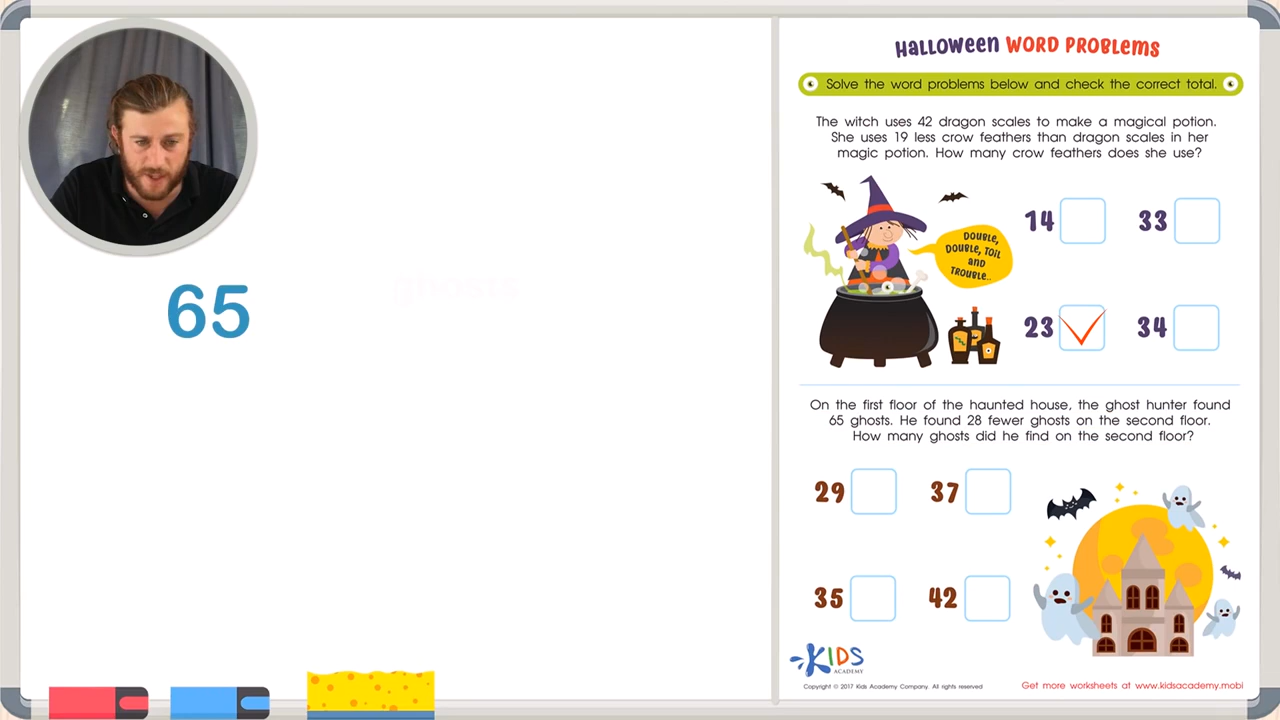 65
ghosts
Halloween Word Problems
Solve the word problems below and check the correct total.
The witch uses 42 dragon scales to make a magical potion.
She uses 19 less crow feathers than dragon scales in her
magic potion. How many crow feathers does she use?
Double,
Double, Toil
and
Trouble..
14 33
23 34
On the first floor of the haunted house, the ghost hunter found
65 ghosts. He found 28 fewer ghosts on the second floor.
How many ghosts did he find on the second floor?
29 37
35 42
KIDS
ACADEMY
Copyright © 2017 Kids Academy Company. All rights reserved
Get more worksheets at www.kidsacademy.mobi